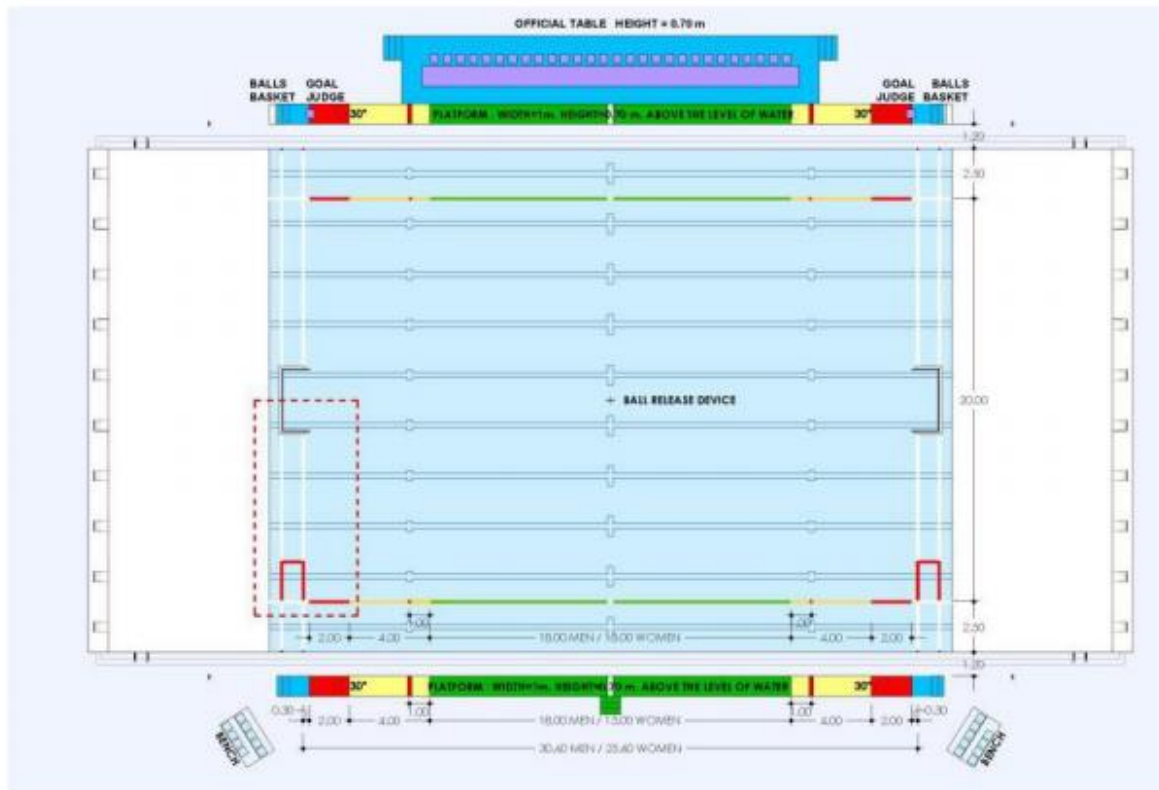 OFFICIAL TABLE HEIGHT = 0.70 m
BALLS GOAL
BASKET JUDGE
GOAL BALLS
JUDGE BASKET
30"
PLATFORM : WIDTH=1m, HEIGHT=0.70 m. ABOVE THE LEVEL OF WATER
30"
1.20
2.50
BALL RELEASE DEVICE
20.00
1.00
1.00
2.00
4.00
18.00 MEN / 13.00 WOMEN
4.00
2.00
2.50
1.20
30"
PLATFORM : WIDTH=1m, HEIGHT=0.70 m. ABOVE THE LEVEL OF WATER
30"
0.30
1.00
1.00
0.30
2.00
4.00
18.00 MEN / 13.00 WOMEN
4.00
2.00
BENCH
BENCH
30.60 MEN / 25.60 WOMEN